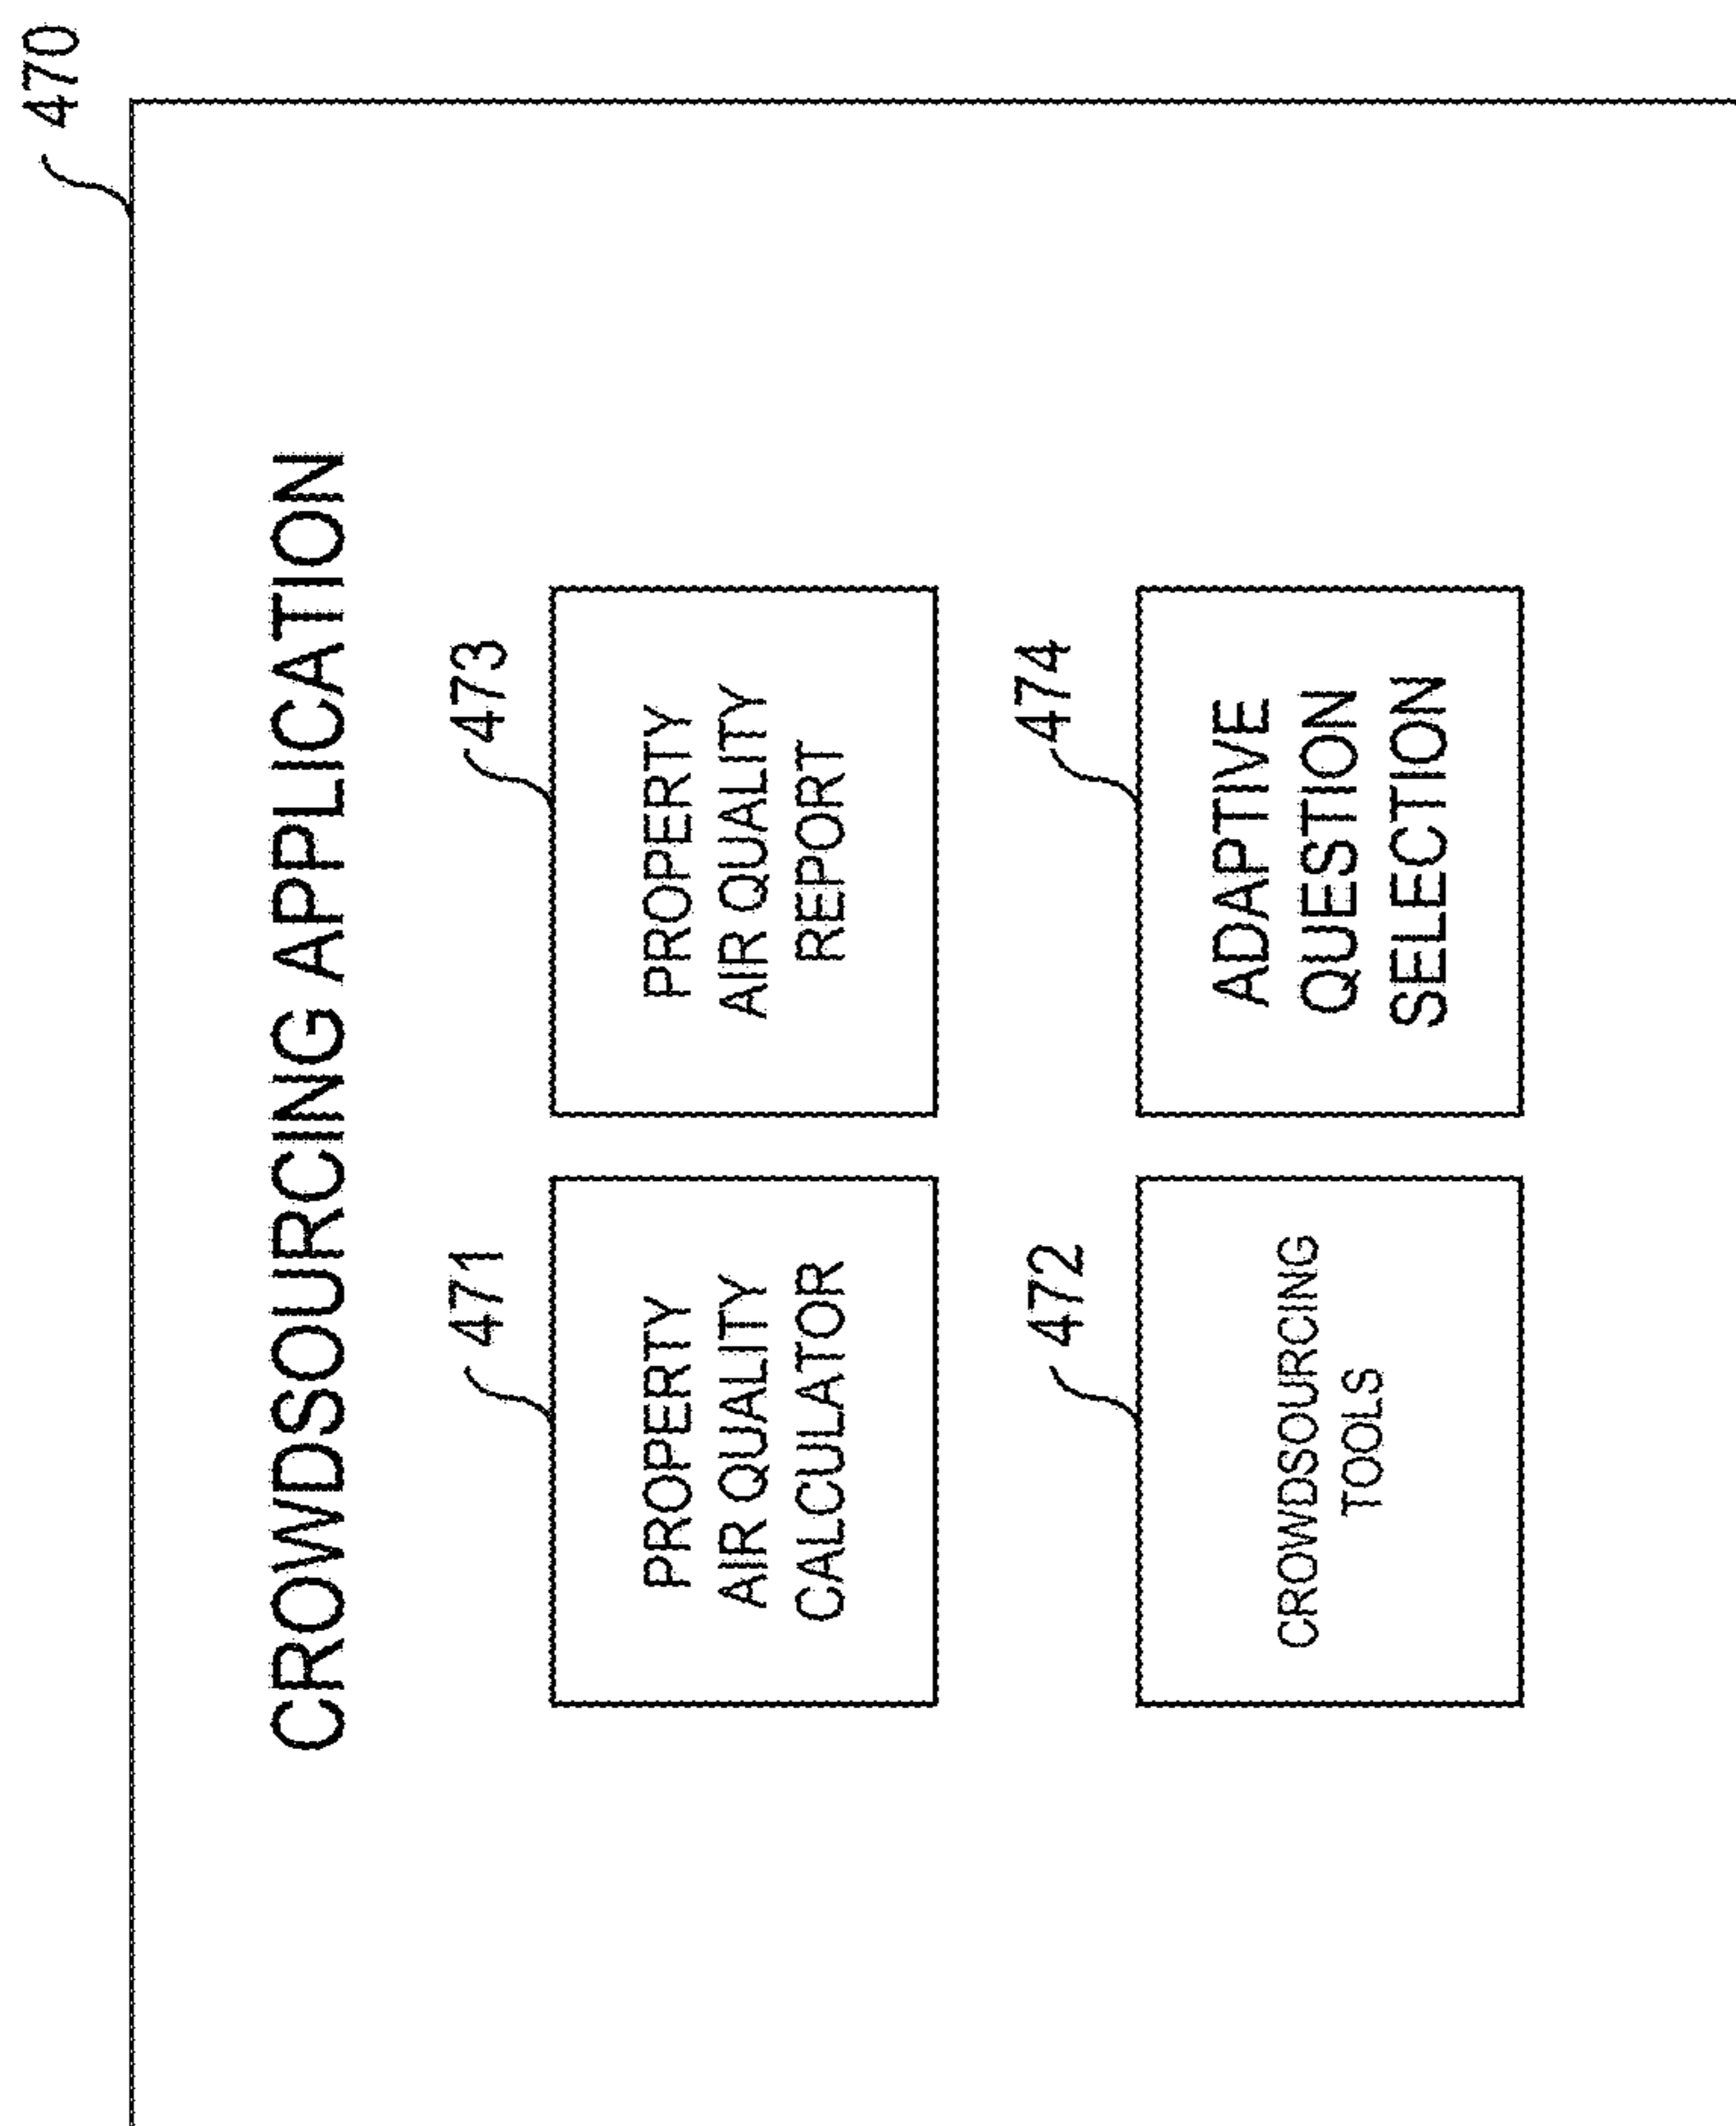 470
CROWDSOURCING APPLICATION
471
PROPERTY
AIR QUALITY
CALCULATOR
473
PROPERTY
AIR QUALITY
REPORT
472
CROWDSOURCING
TOOLS
474
ADAPTIVE
QUESTION
SELECTION